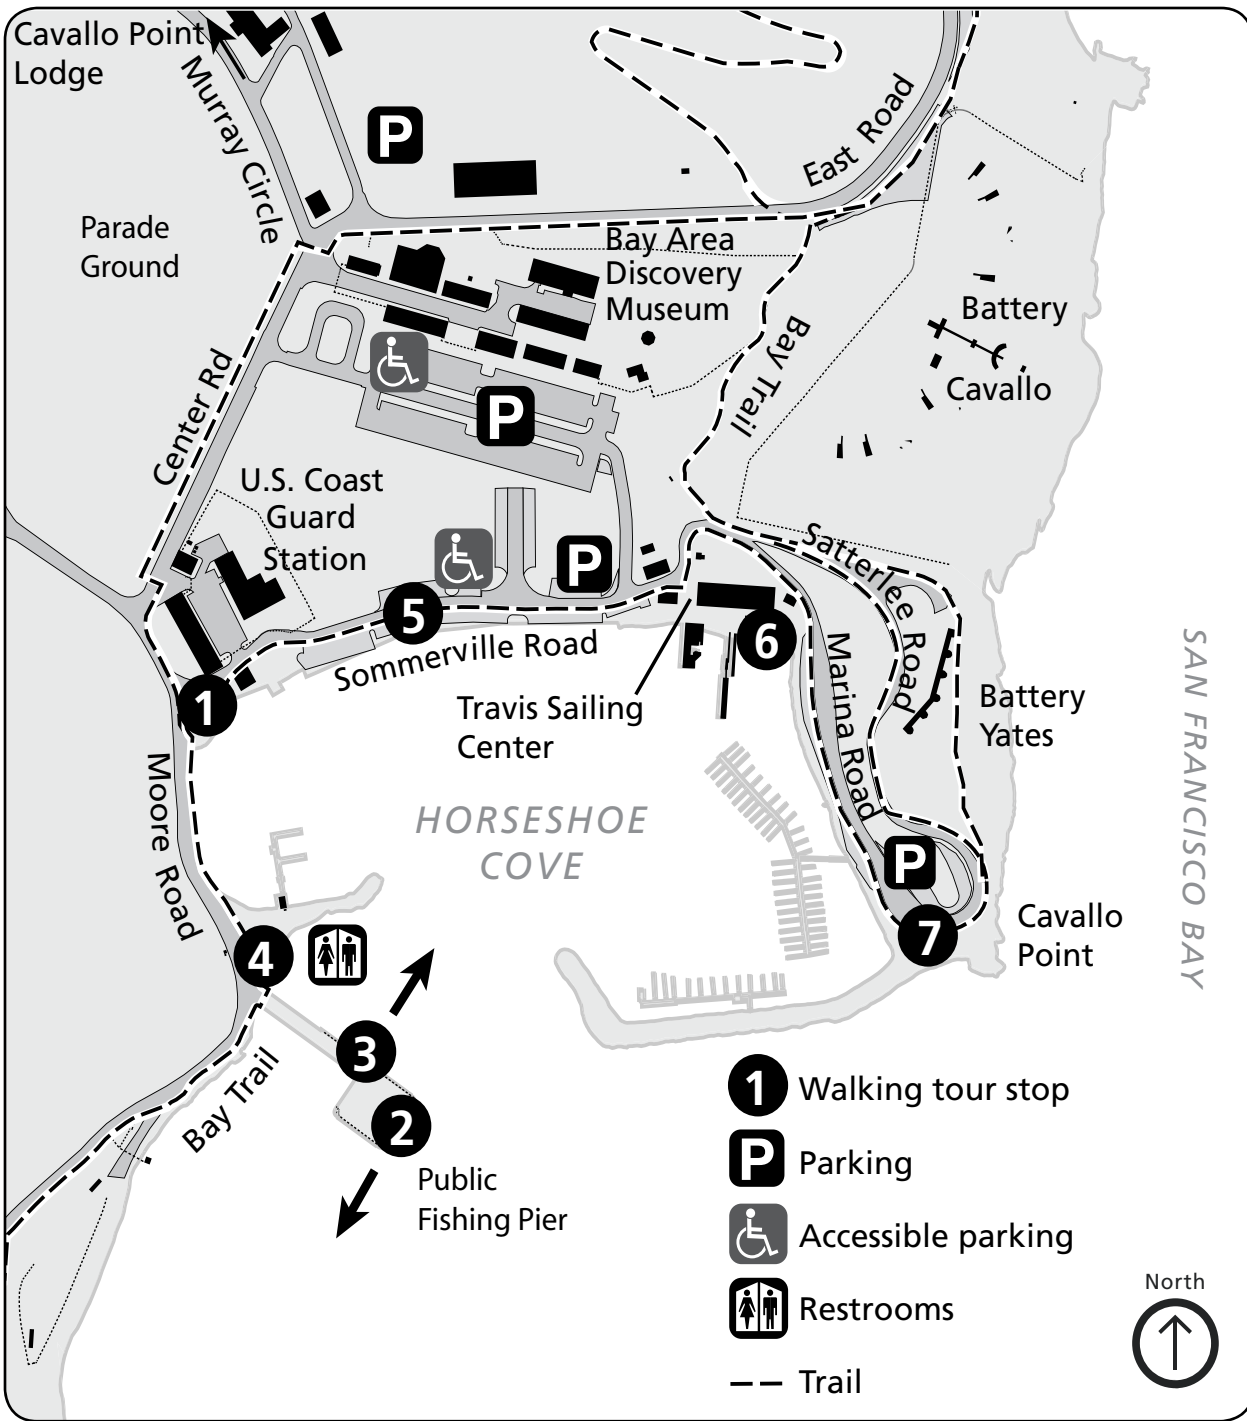 Cavallo Point
Lodge
Murray Circle
P
East Road
Parade
Ground
Bay Area
Discovery
Museum
Battery
Cavallo
Bay Trail
Center Rd
P
U.S. Coast
Guard
Station
P
Satterlee Road
5
6
Sommerville Road
1
Travis Sailing
Center
Marina Road
Battery
Yates
SAN FRANCISCO BAY
Moore Road
HORSESHOE
COVE
P
7
Cavallo
Point
4
3
Bay Trail
2
Public
Fishing Pier
1 Walking tour stop
P Parking
Accessible parking
Restrooms
Trail
North